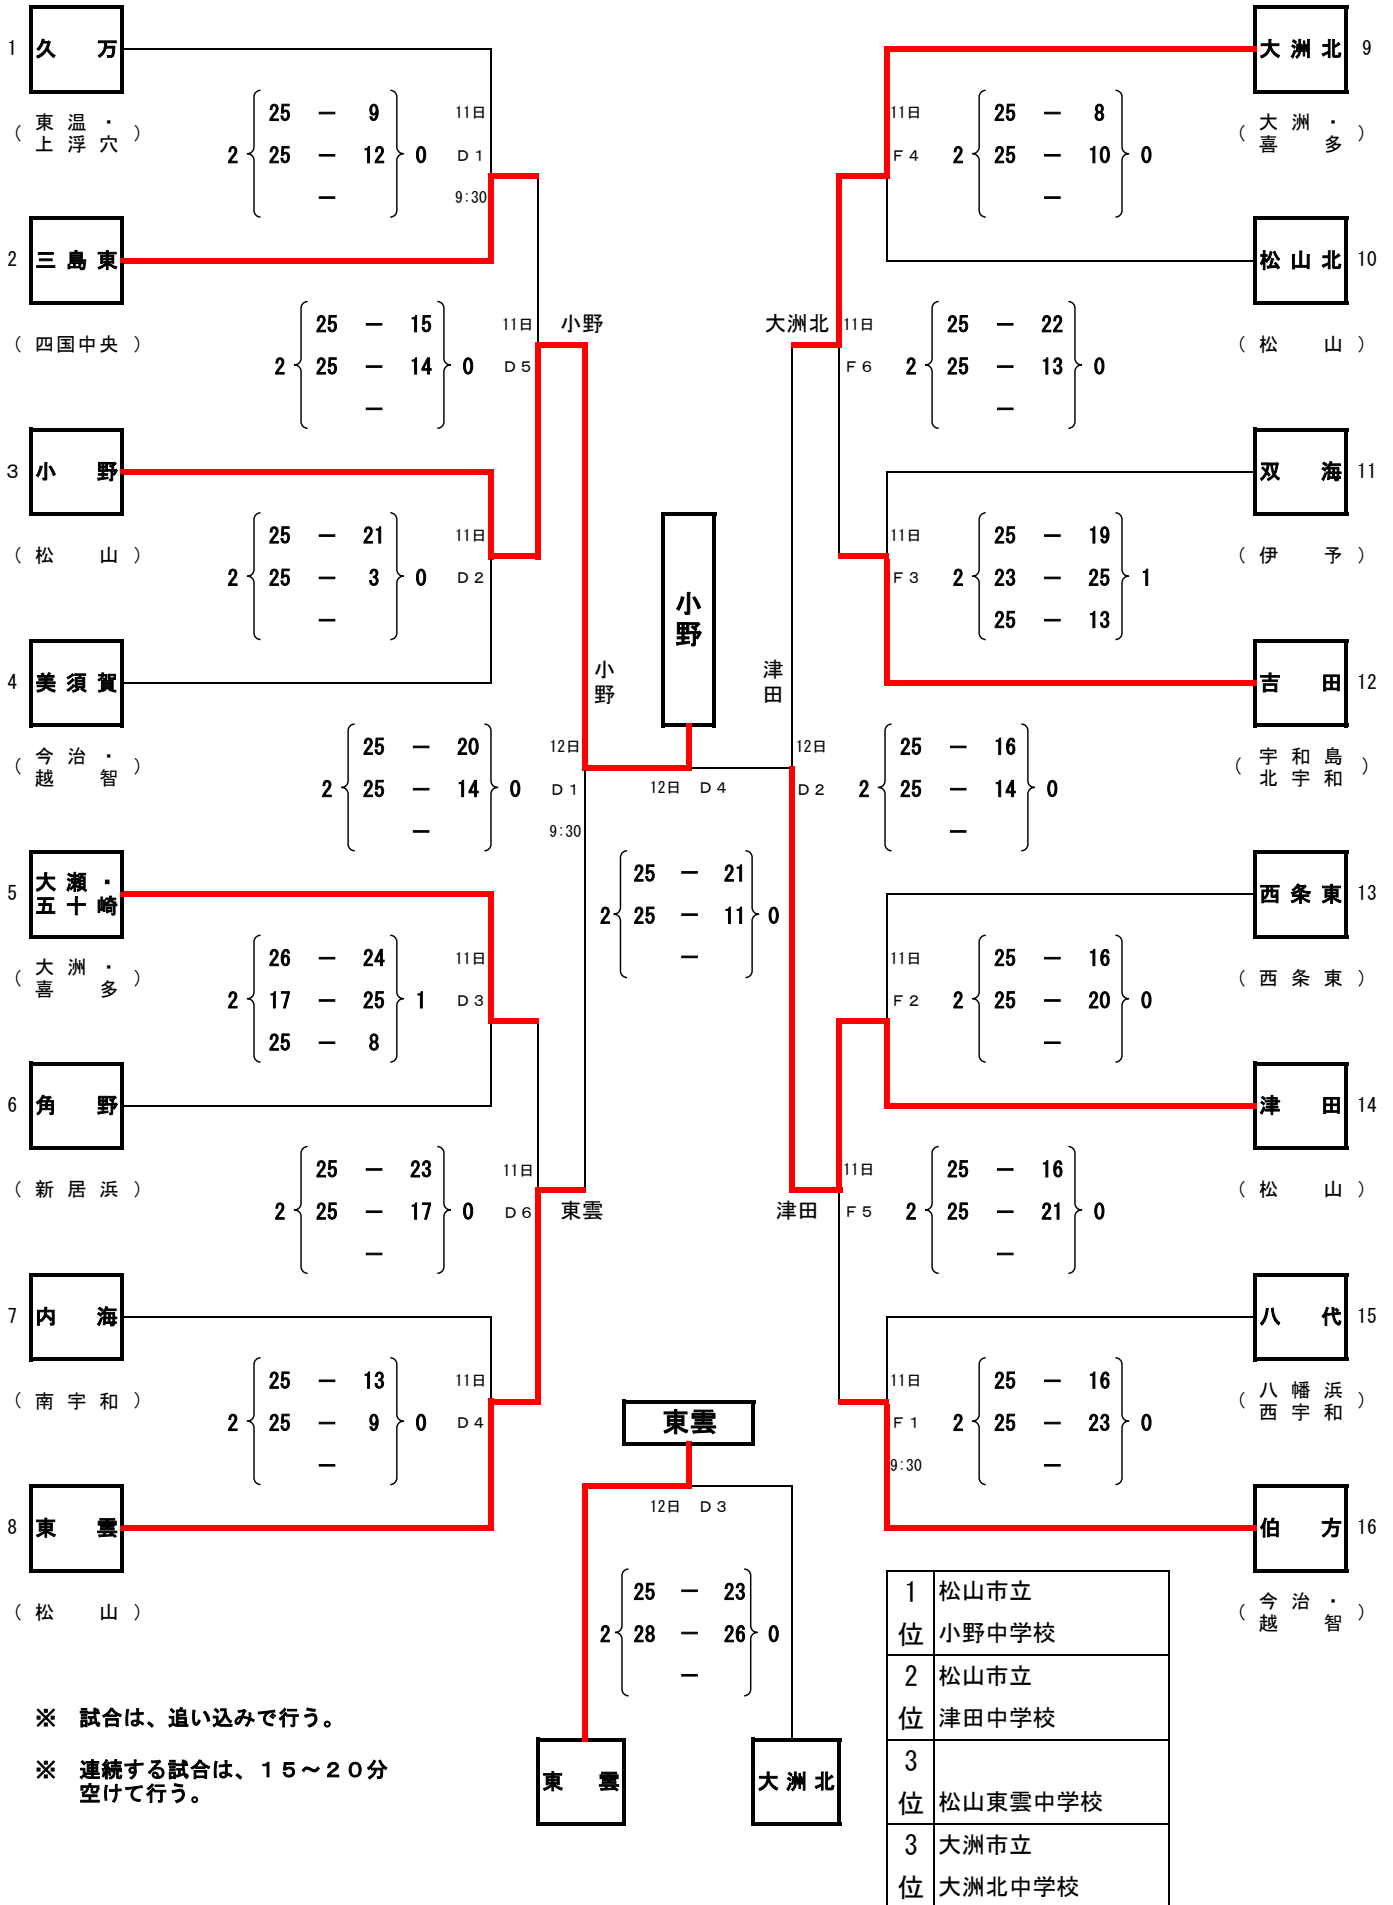 1 久万
（東温・上浮穴）
25 － 9
2 25 － 12 0
－
11日
Ｄ１
9:30
2 三島東
（四国中央）
25 － 15
2 25 － 14 0
－
11日
Ｄ５
小野
3 小野
（松山）
25 － 21
2 25 － 3 0
－
11日
Ｄ２
4 美須賀
（今治・越智）
25 － 20
2 25 － 14 0
－
12日
Ｄ１
9:30
小野
5 大瀬・五十崎
（大洲・喜多）
26 － 24
2 17 － 25 1
25 － 8
11日
Ｄ３
6 角野
（新居浜）
25 － 23
2 25 － 17 0
－
11日
Ｄ６
東雲
7 内海
（南宇和）
25 － 13
2 25 － 9 0
－
11日
Ｄ４
8 東雲
（松山）
小野
12日 Ｄ４
25 － 21
2 25 － 11 0
－
大洲北 9
（大洲・喜多）
11日
Ｆ４
25 － 8
2 25 － 10 0
－
松山北 10
（松山）
大洲北
11日
Ｆ６
25 － 22
2 25 － 13 0
－
双海 11
（伊予）
11日
Ｆ３
25 － 19
2 23 － 25 1
25 － 13
吉田 12
（宇和島北宇和）
津田
12日
Ｄ２
25 － 16
2 25 － 14 0
－
西条東 13
（西条東）
11日
Ｆ２
25 － 16
2 25 － 20 0
－
津田 14
（松山）
津田
11日
Ｆ５
25 － 16
2 25 － 21 0
－
八代 15
（八幡浜西宇和）
11日
Ｆ１
9:30
25 － 16
2 25 － 23 0
－
伯方 16
（今治・越智）
東雲
12日 Ｄ３
25 － 23
2 28 － 26 0
－
東雲
大洲北
※ 試合は、追い込みで行う。
※ 連続する試合は、１５～２０分
空けて行う。
1位 松山市立
小野中学校
2位 松山市立
津田中学校
3位
松山東雲中学校
3位 大洲市立
大洲北中学校